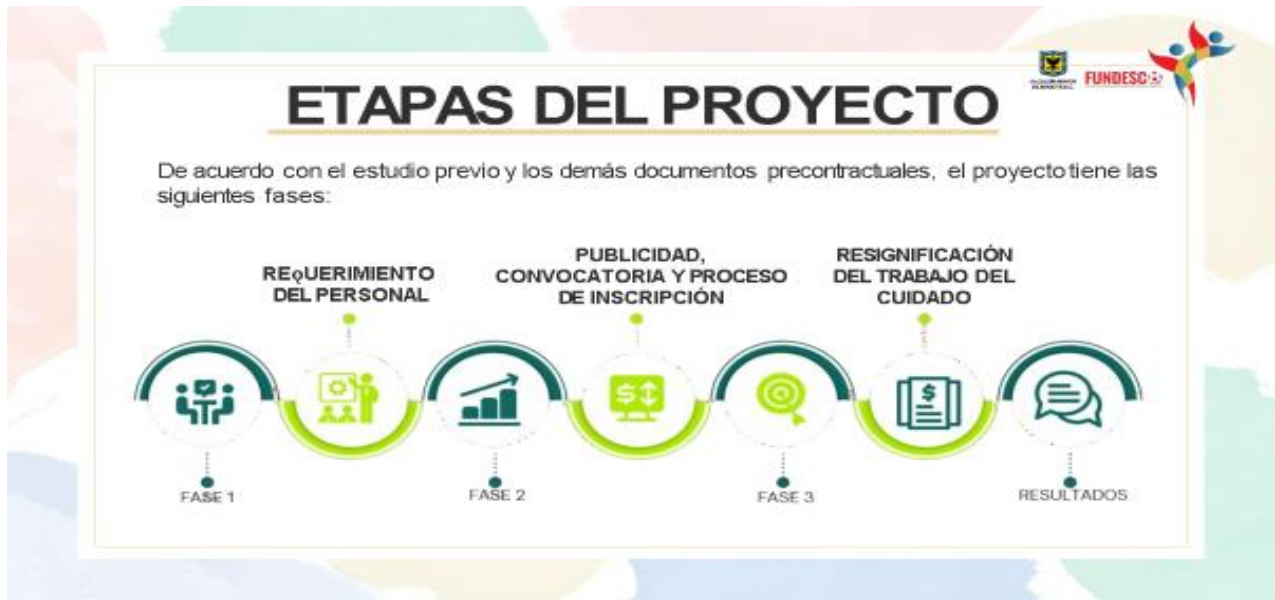 FUNDESCO
ETAPAS DEL PROYECTO
De acuerdo con el estudio previo y los demás documentos precontractuales, el proyecto tiene las
siguientes fases:
REQUERIMIENTO
DEL PERSONAL
PUBLICIDAD,
CONVOCATORIA Y PROCESO
DE INSCRIPCIÓN
RESIGNIFICACIÓN
DEL TRABAJO DEL
CUIDADO
$
@
$
FASE 1
FASE 2
FASE 3
RESULTADOS